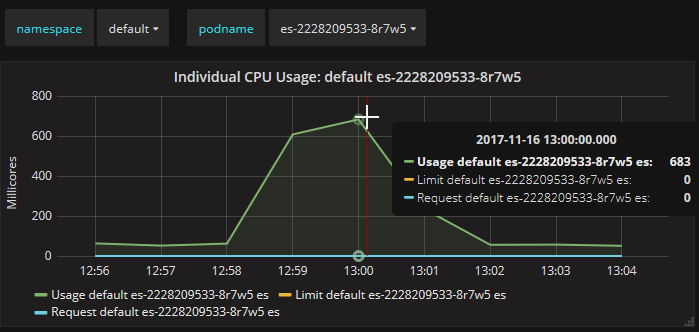 namespace default podname es-2228209533-8r7w5
Individual CPU Usage: default es-2228209533-8r7w5
Millicores
800
600
400
200
0
2017-11-16 13:00:00.000
Usage default es-2228209533-8r7w5 es: 683
Limit default es-2228209533-8r7w5 es: 0
Request default es-2228209533-8r7w5 es: 0
12:56 12:57 12:58 12:59 13:00 13:01 13:02 13:03 13:04
Usage default es-2228209533-8r7w5 es Limit default es-2228209533-8r7w5 es
Request default es-2228209533-8r7w5 es